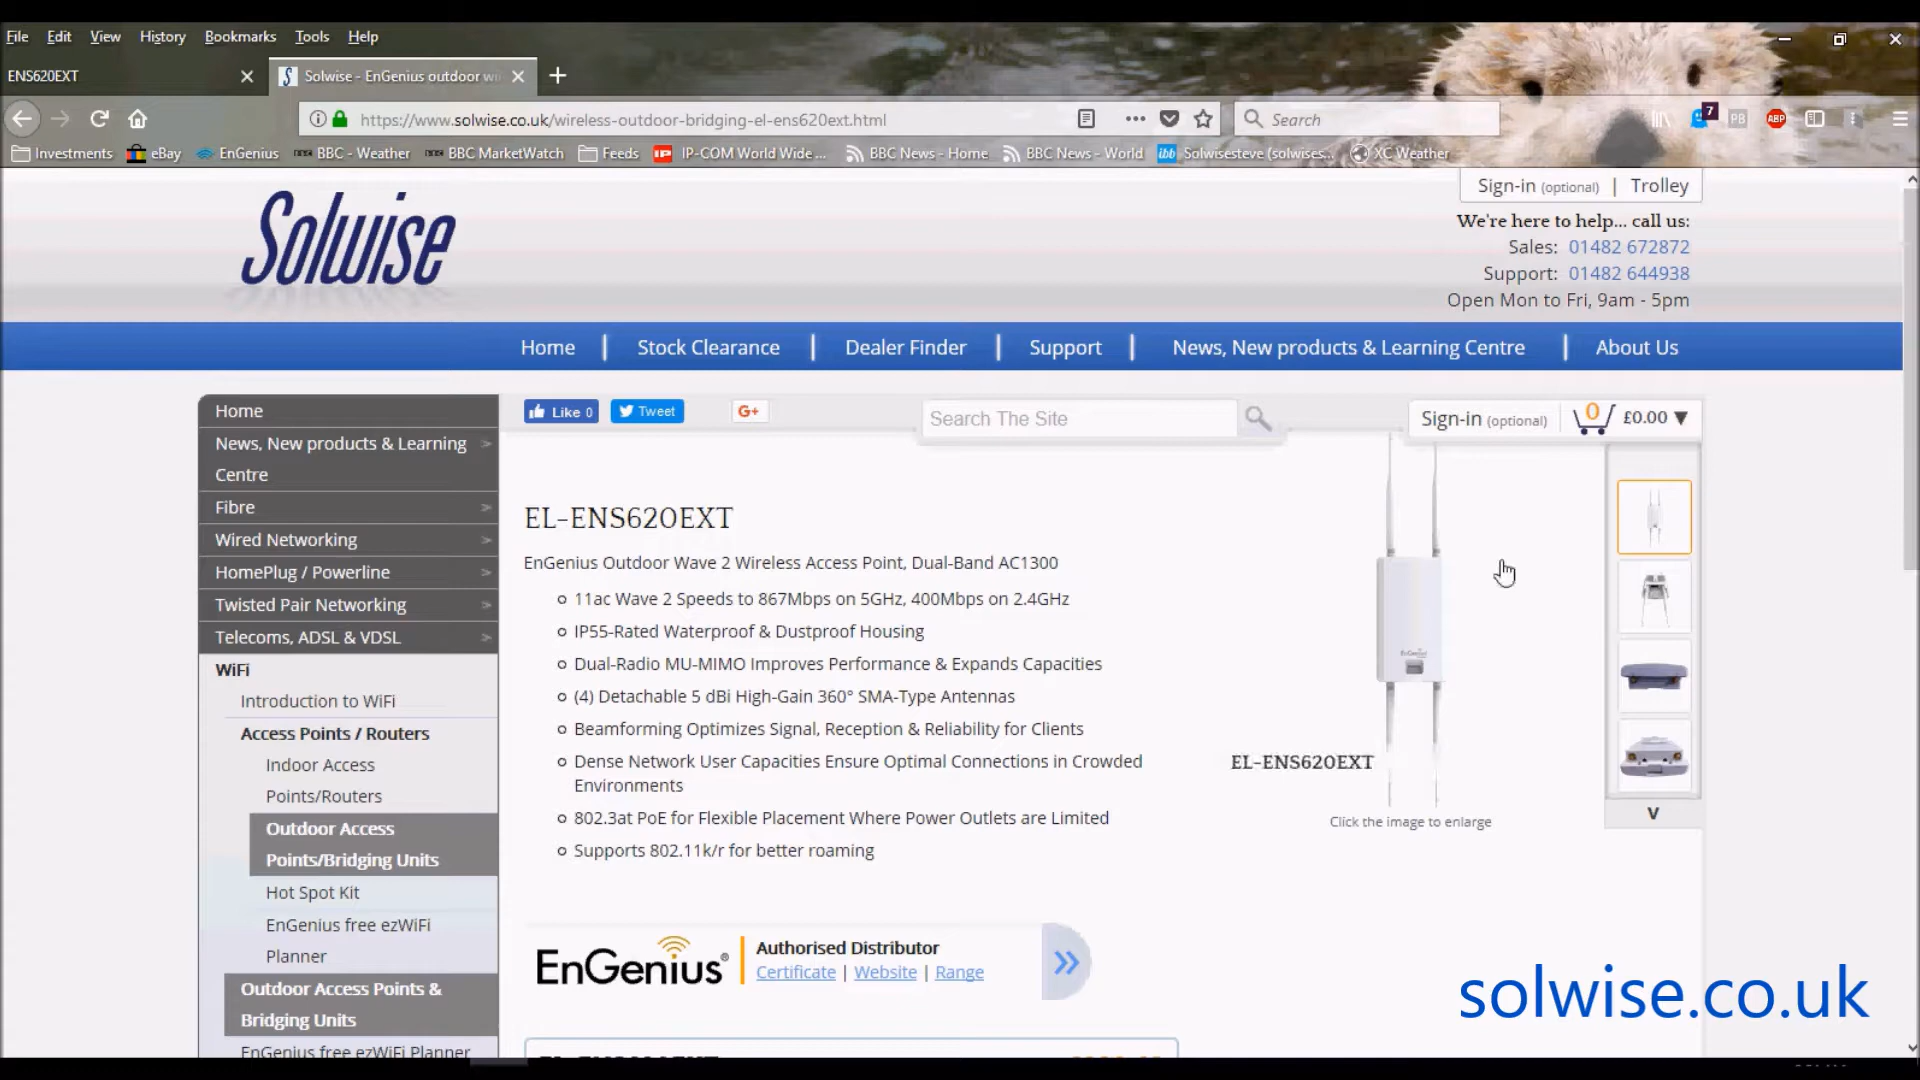 File Edit View History Bookmarks Tools Help
ENS620EXT
Solwise - EnGenius outdoor wi
https://www.solwise.co.uk/wireless-outdoor-bridging-el-ens620ext.html
Search
7
PB
ABP
Investments eBay EnGenius BBC - Weather BBC MarketWatch Feeds IP-COM World Wide ... BBC News - Home BBC News - World Solwisesteve (solwises... XC Weather
Sign-in (optional) | Trolley
Solwise
We're here to help... call us:
Sales: 01482 672872
Support: 01482 644938
Open Mon to Fri, 9am - 5pm
Home | Stock Clearance | Dealer Finder | Support | News, New products & Learning Centre | About Us
Home
News, New products & Learning
Centre
Fibre
Wired Networking
HomePlug / Powerline
Twisted Pair Networking
Telecoms, ADSL & VDSL
WiFi
Introduction to WiFi
Access Points / Routers
Indoor Access
Points/Routers
Outdoor Access
Points/Bridging Units
Hot Spot Kit
EnGenius free ezWiFi
Planner
Outdoor Access Points &
Bridging Units
EnGenius free ezWiFi Planner
Like 0 Tweet G+
Search The Site
Sign-in (optional) 0 £0.00 ▼
EL-ENS620EXT
EnGenius Outdoor Wave 2 Wireless Access Point, Dual-Band AC1300
11ac Wave 2 Speeds to 867Mbps on 5GHz, 400Mbps on 2.4GHz
IP55-Rated Waterproof & Dustproof Housing
Dual-Radio MU-MIMO Improves Performance & Expands Capacities
(4) Detachable 5 dBi High-Gain 360° SMA-Type Antennas
Beamforming Optimizes Signal, Reception & Reliability for Clients
Dense Network User Capacities Ensure Optimal Connections in Crowded
Environments
802.3at PoE for Flexible Placement Where Power Outlets are Limited
Supports 802.11k/r for better roaming
EnGenius
EL-ENS620EXT
Click the image to enlarge
V
EnGenius®
Authorised Distributor
Certificate | Website | Range
solwise.co.uk